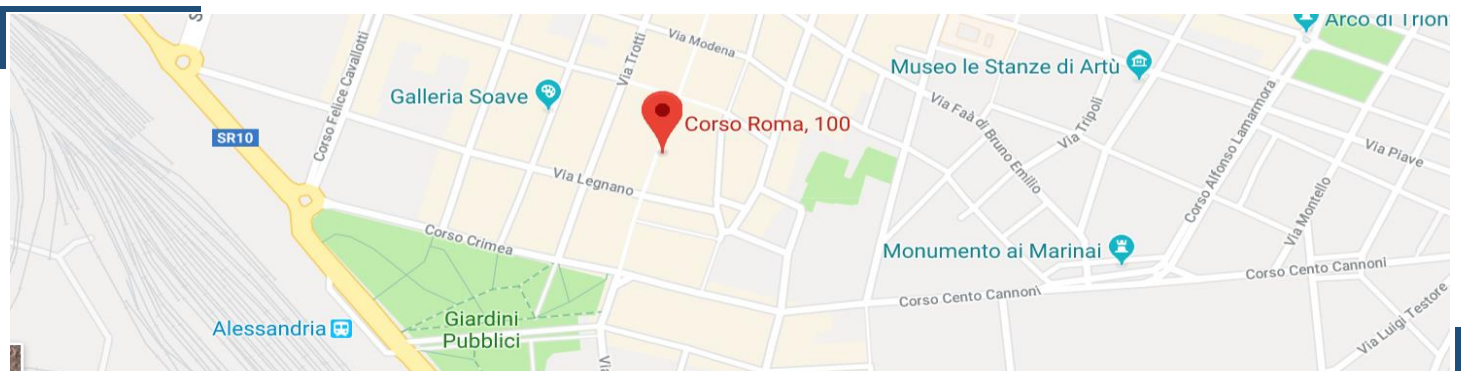 Arco di Trion
Via Modena
Via Trotti
Corso Felice Cavallotti
Museo le Stanze di Artù
Galleria Soave
Corso Roma, 100
SR10
Via Faà di Bruno Emilio
Via Tripoli
Corso Alfonso Lamarmora
Via Piave
Via Legnano
Via Montello
Corso Crimea
Monumento ai Marinai
Corso Cento Cannoni
Corso Cento Cannoni
Alessandria
Giardini
Pubblici
Via Luigi Testore